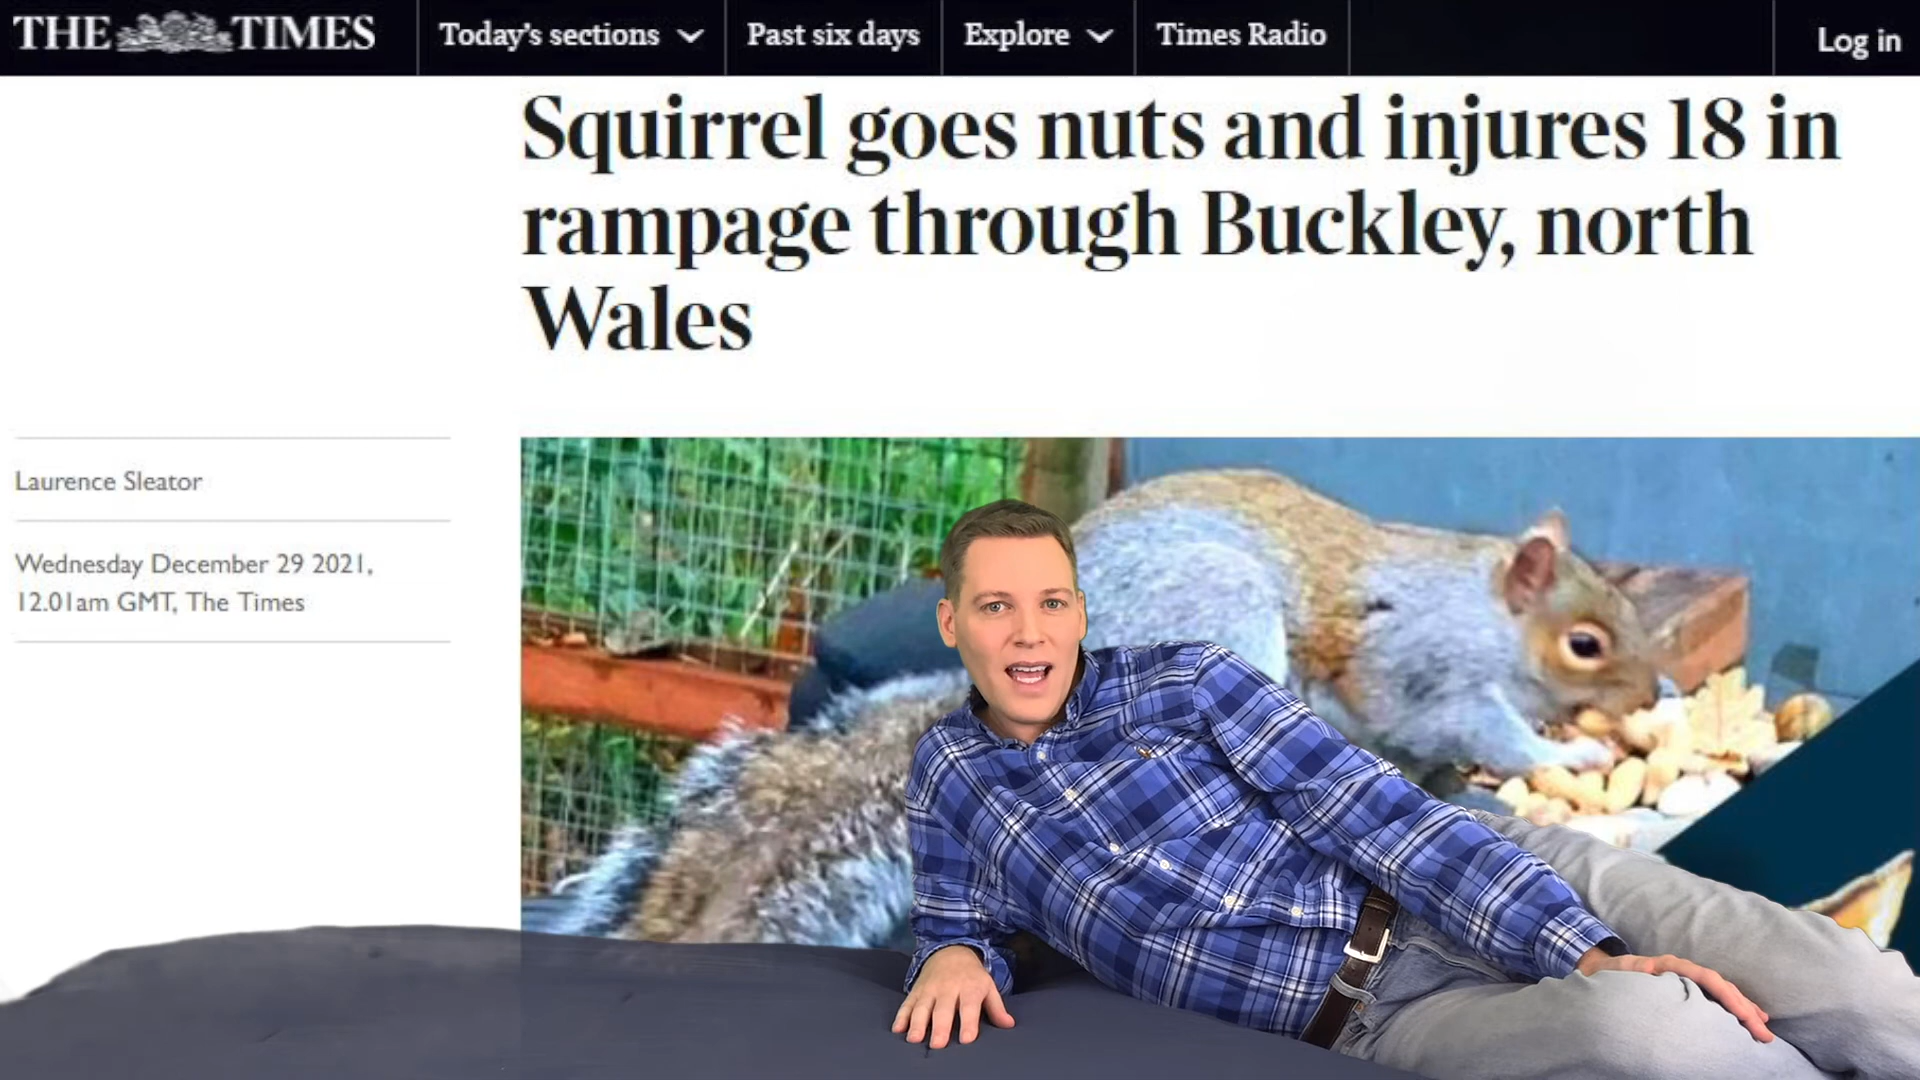 THE TIMES
Today's sections
Past six days
Explore
Times Radio
Log in
Squirrel goes nuts and injures 18 in
rampage through Buckley, north
Wales
Laurence Sleator
Wednesday December 29 2021,
12.01am GMT, The Times